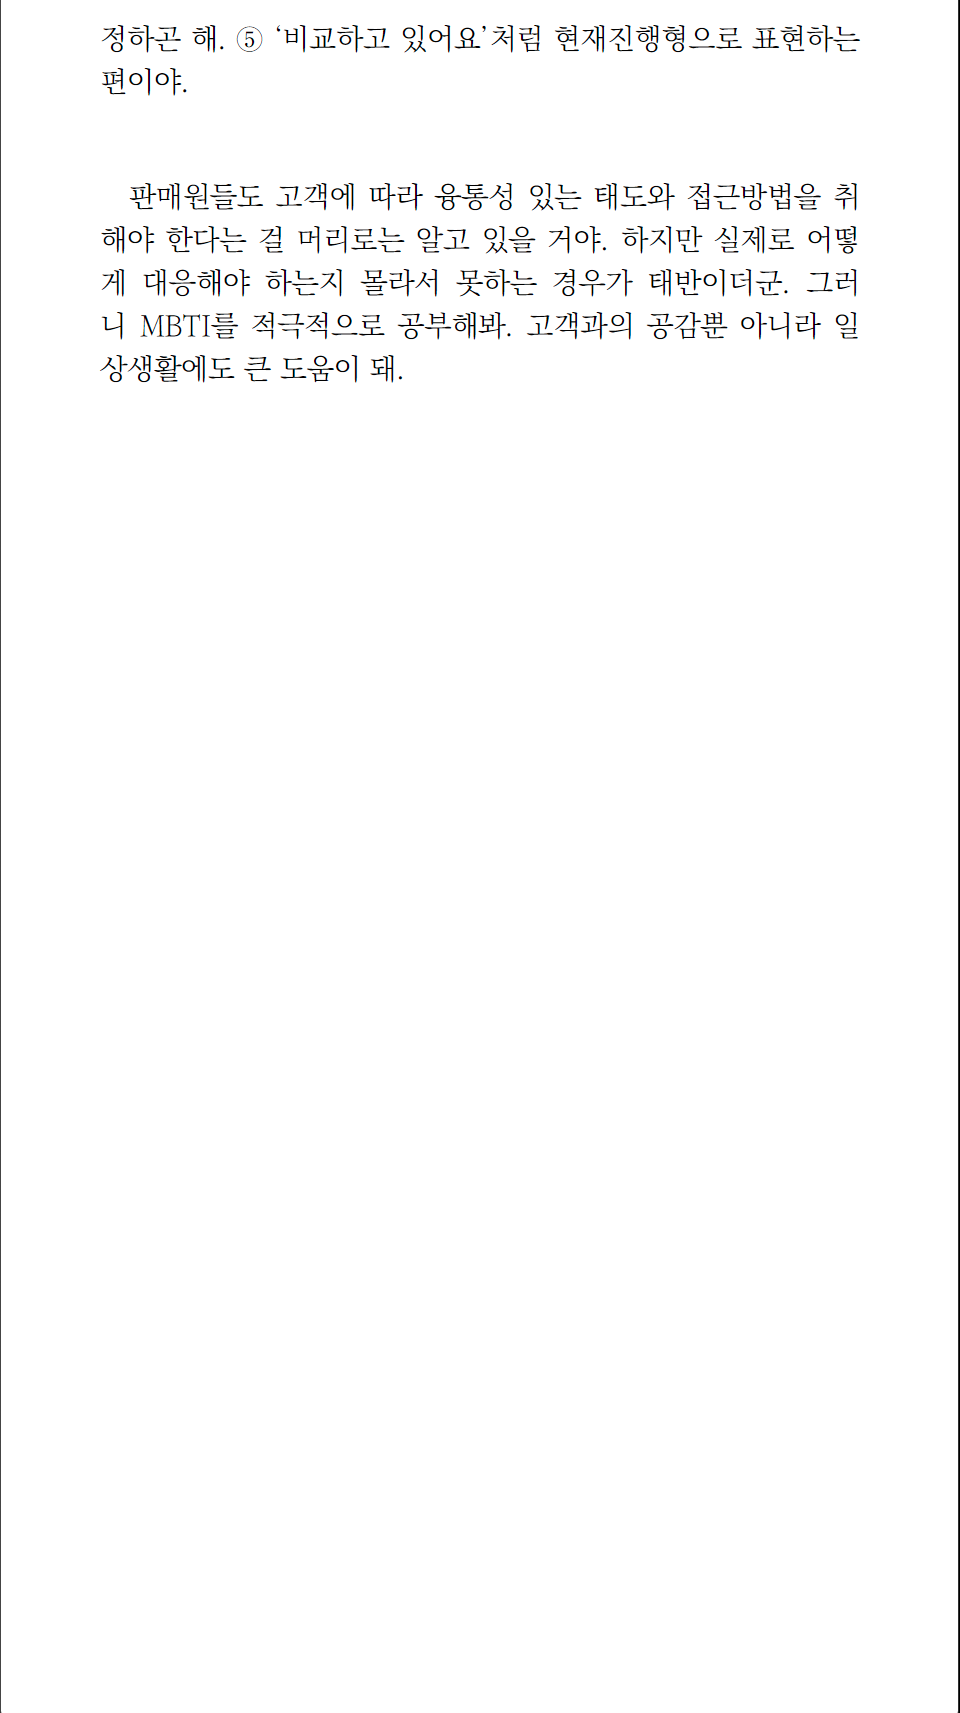 정하곤 해. ⑤ ‘비교하고 있어요’처럼 현재진행형으로 표현하는
편이야.
판매원들도 고객에 따라 융통성 있는 태도와 접근방법을 취
해야 한다는 걸 머리로는 알고 있을 거야. 하지만 실제로 어떻
게 대응해야 하는지 몰라서 못하는 경우가 태반이더군. 그러
니 MBTI를 적극적으로 공부해봐. 고객과의 공감뿐 아니라 일
상생활에도 큰 도움이 돼.